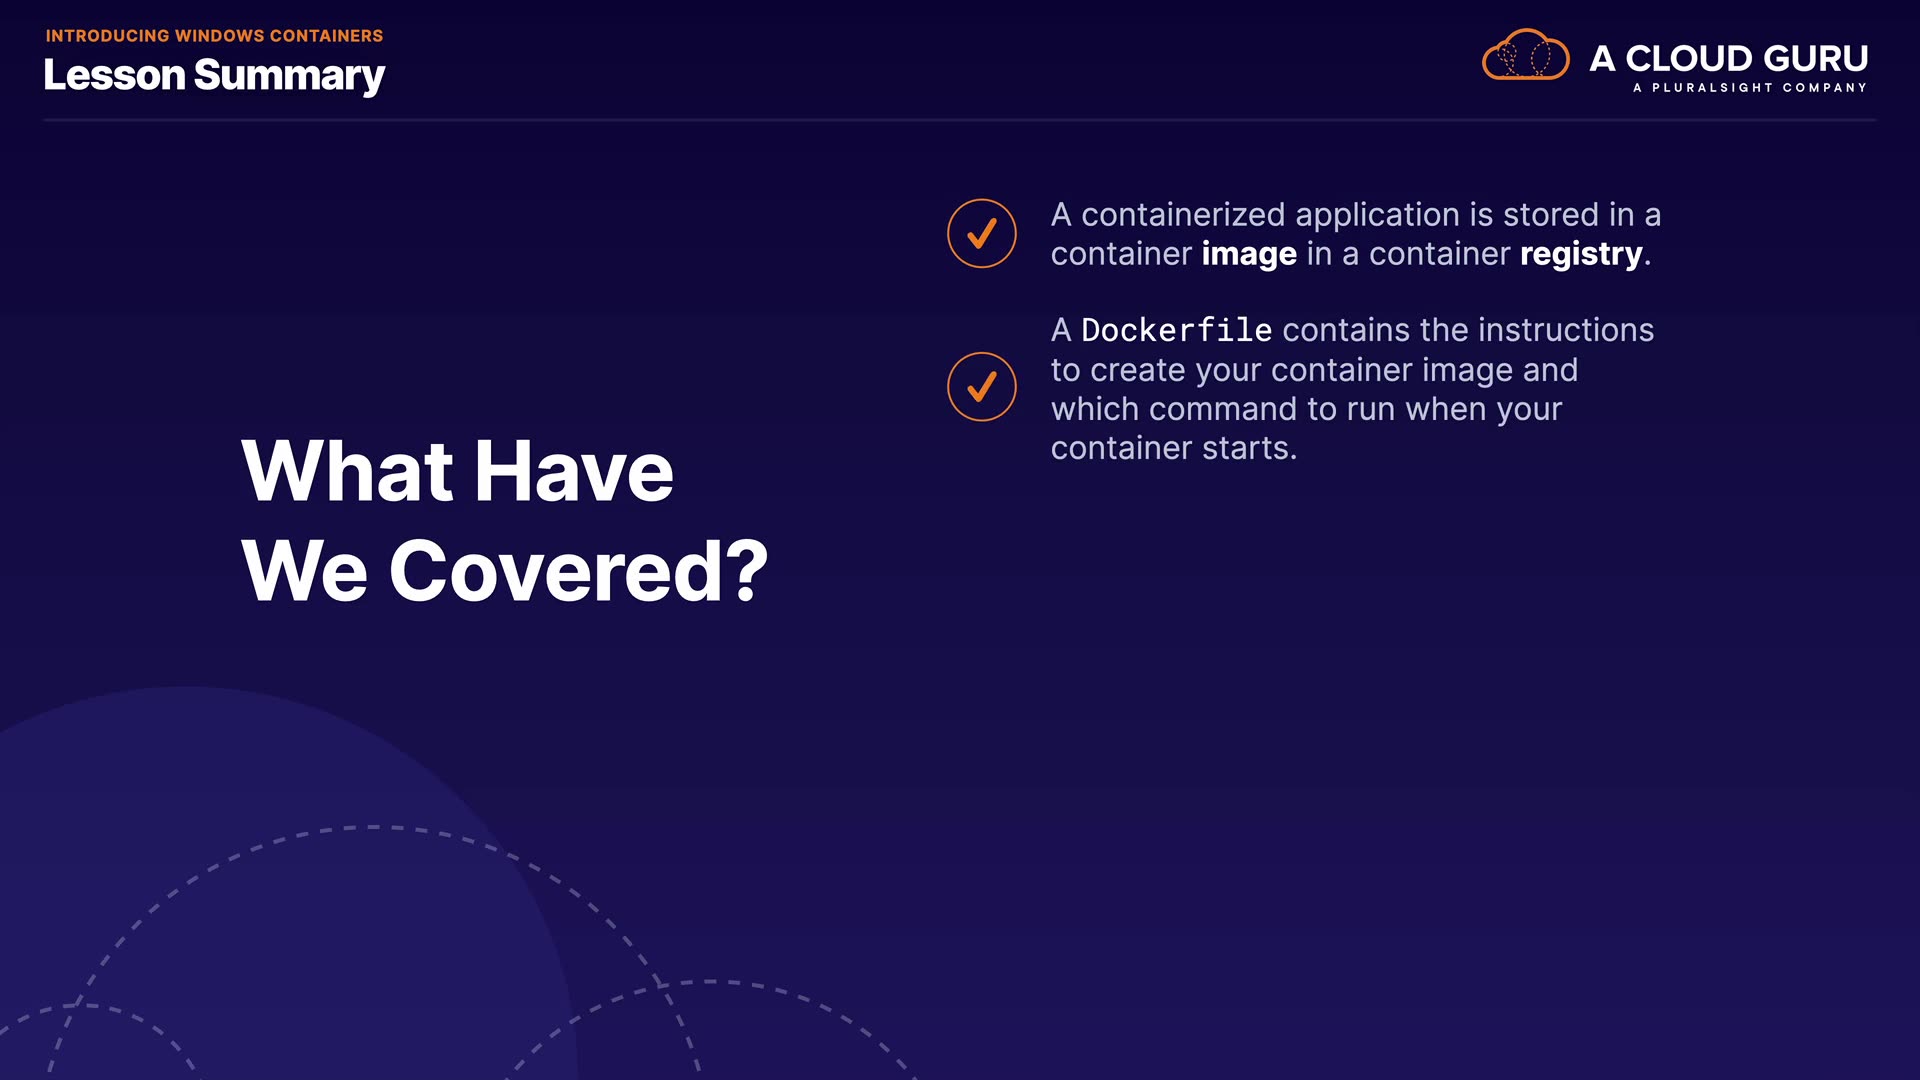 INTRODUCING WINDOWS CONTAINERS
Lesson Summary
A CLOUD GURU
A PLURALSIGHT COMPANY
What Have
We Covered?
A containerized application is stored in a
container image in a container registry.
A Dockerfile contains the instructions
to create your container image and
which command to run when your
container starts.